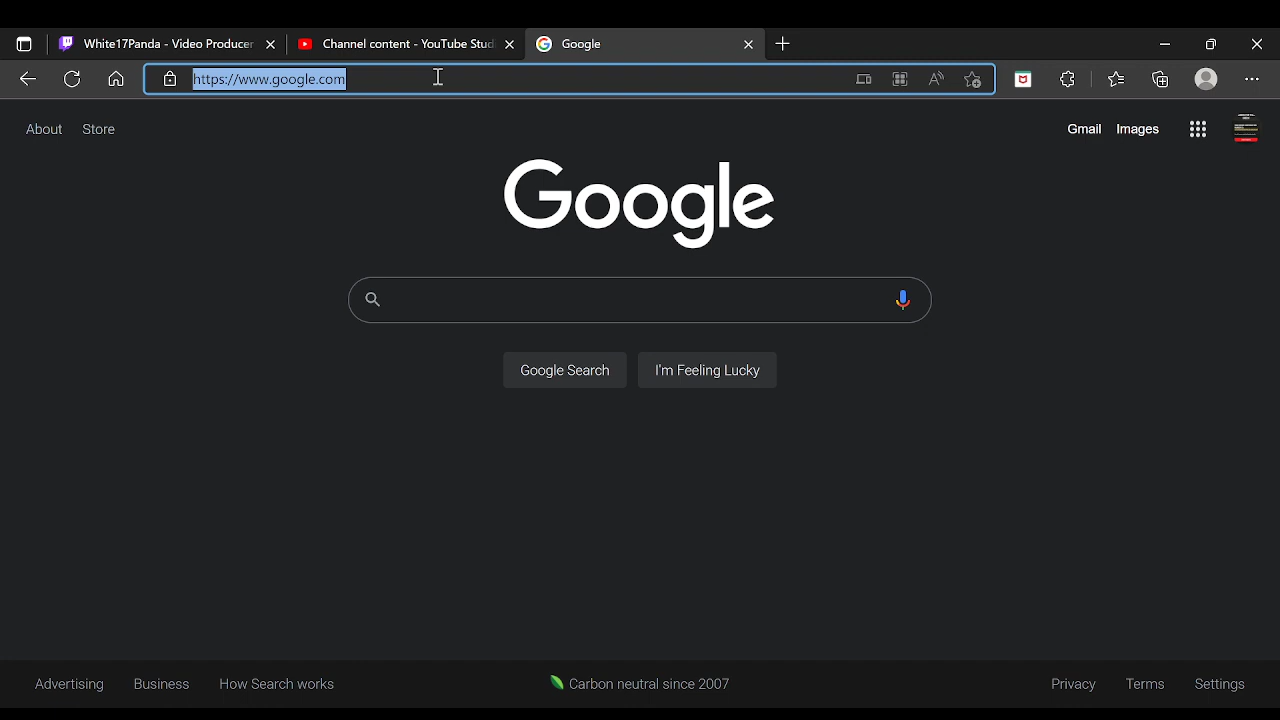 White17Panda - Video Producer
Channel content - YouTube Stud
Google
https://www.google.com
About Store
Gmail Images
Google
Google Search
I'm Feeling Lucky
Advertising Business How Search works
Carbon neutral since 2007
Privacy Terms Settings